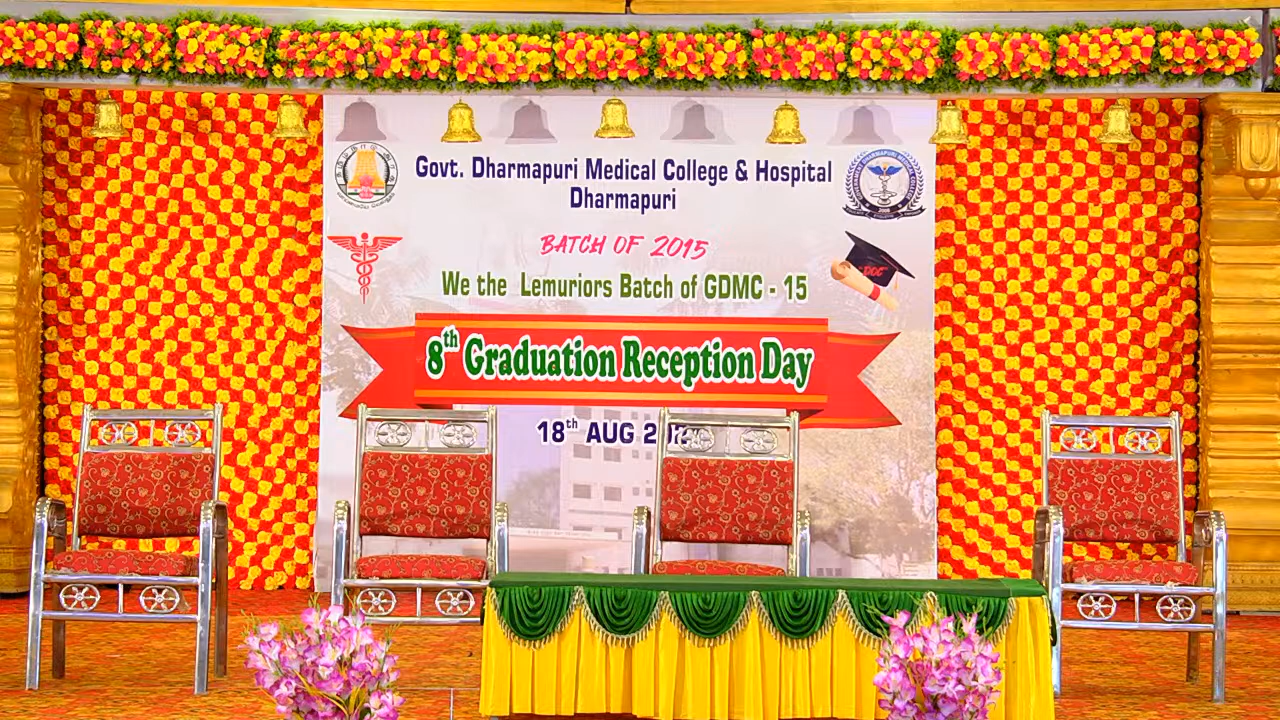 Govt. Dharmapuri Medical College & Hospital
Dharmapuri
BATCH OF 2015
"DOC"
We the Lemuriors Batch of GDMC - 15
8th Graduation Reception Day
18th AUG